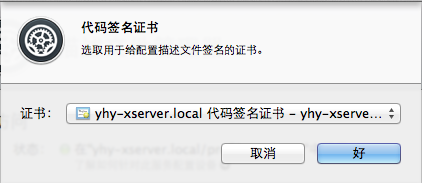 代码签名证书
选取用于给配置描述文件签名的证书。
证书： yhy-xserver.local 代码签名证书 – yhy-xserve...
取消 好